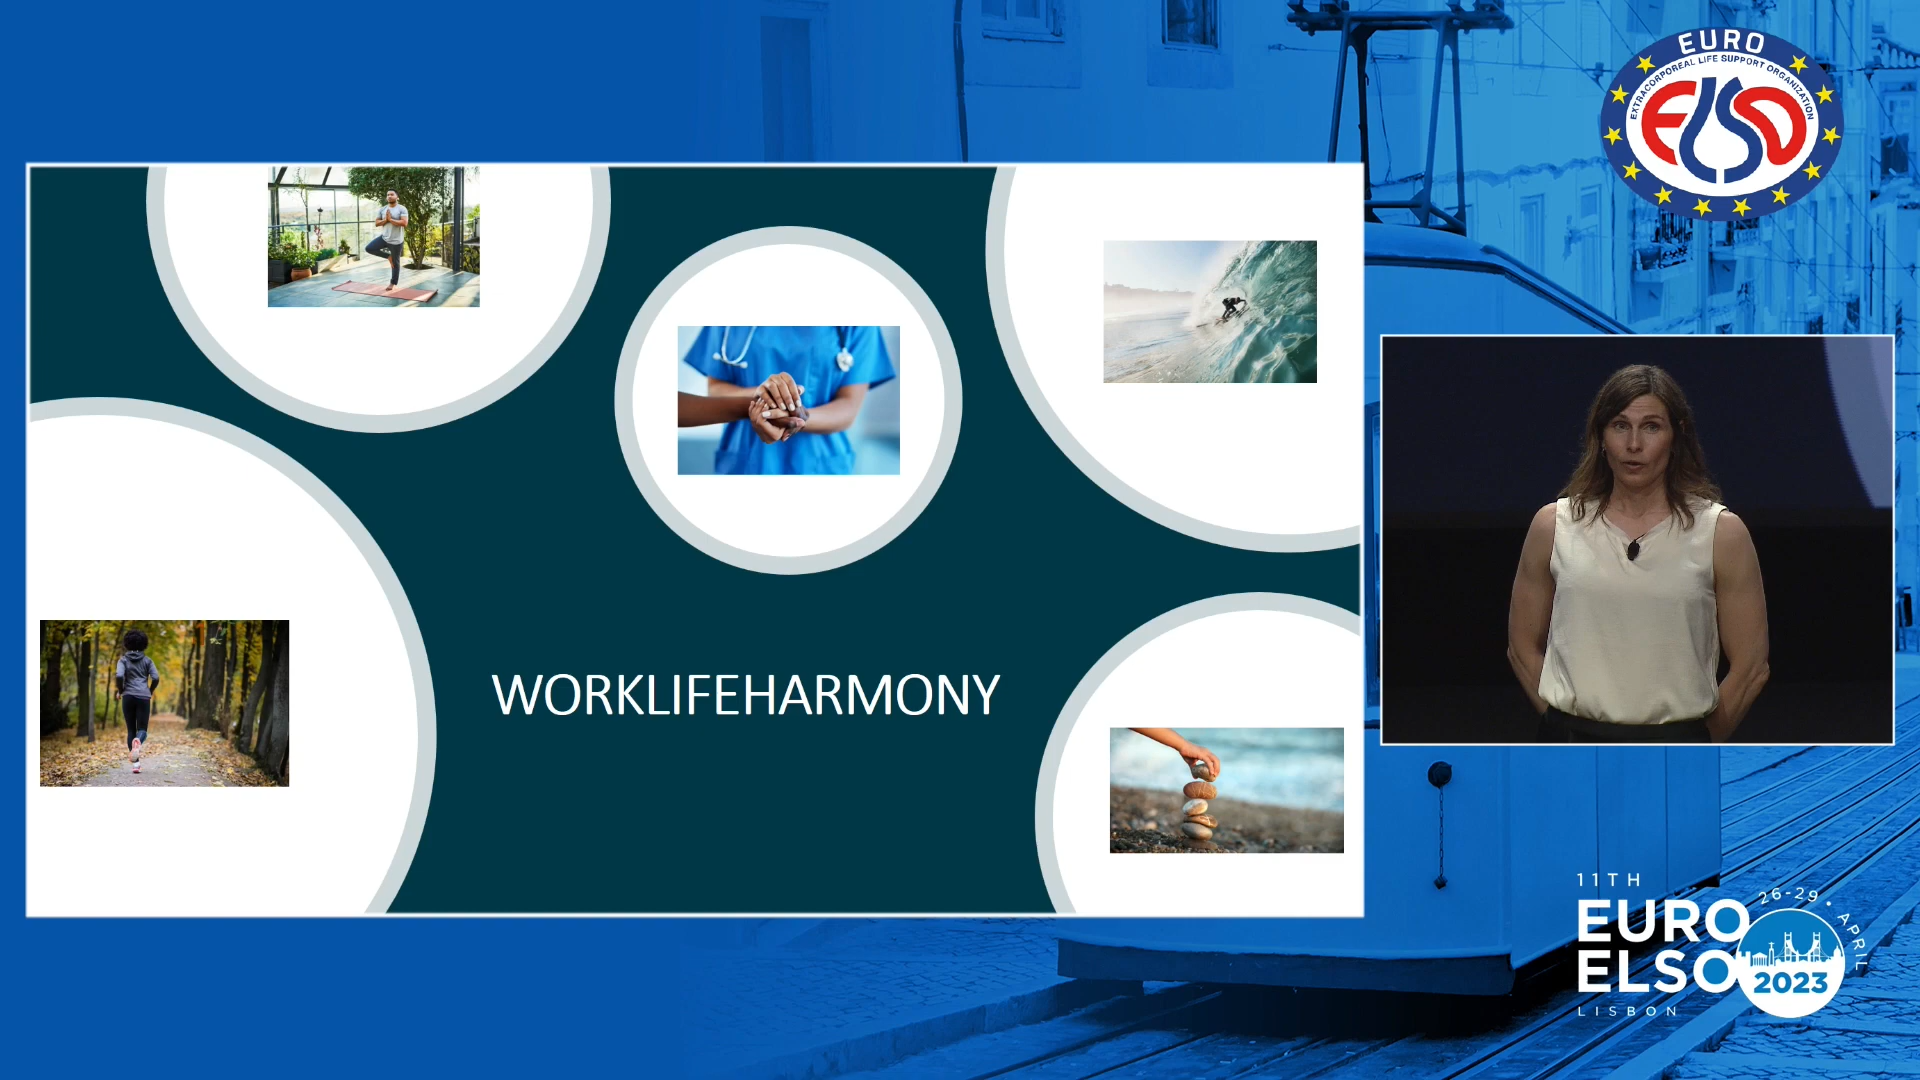 EURO
EXTRACORPOREAL LIFE SUPPORT ORGANIZATION
ELSO
WORKLIFEHARMONY
11TH
EURO
ELSO
26-29 • APRIL
2023
LISBON